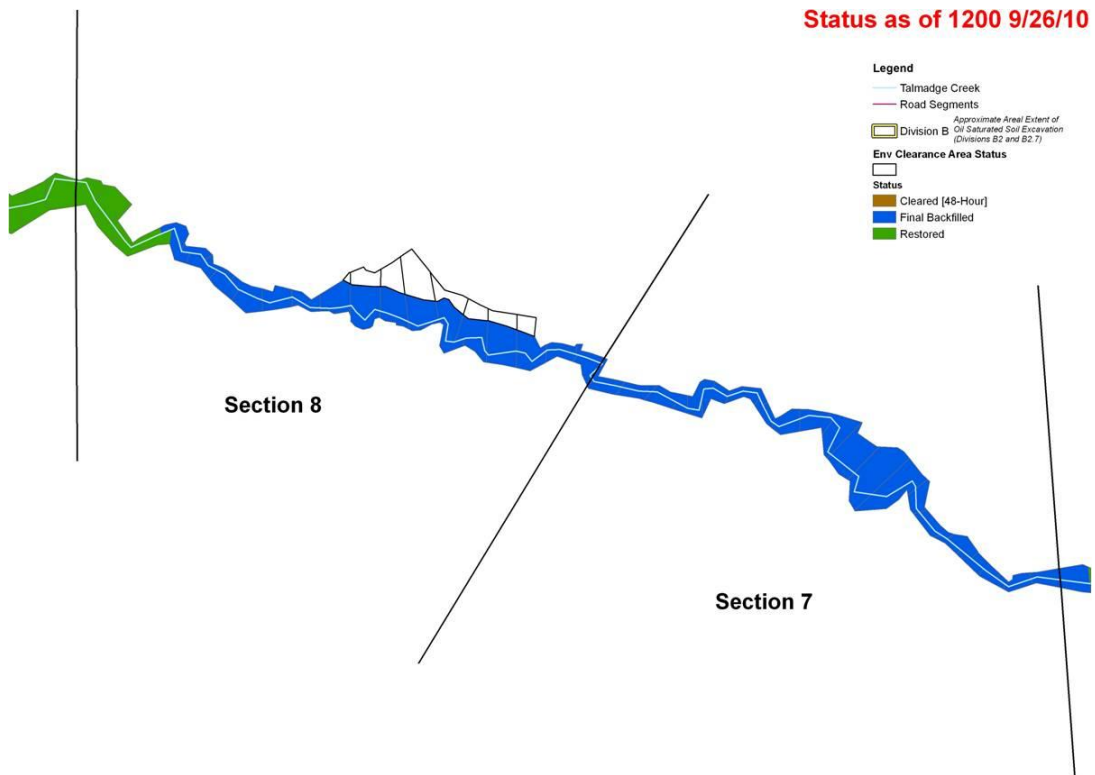 Status as of 1200 9/26/10
Legend
Talmadge Creek
Road Segments
Division B
Approximate Areal Extent of
Oil Saturated Soil Excavation
(Divisions B2 and B2.7)
Env Clearance Area Status
Status
Cleared [48-Hour]
Final Backfilled
Restored
Section 8
Section 7